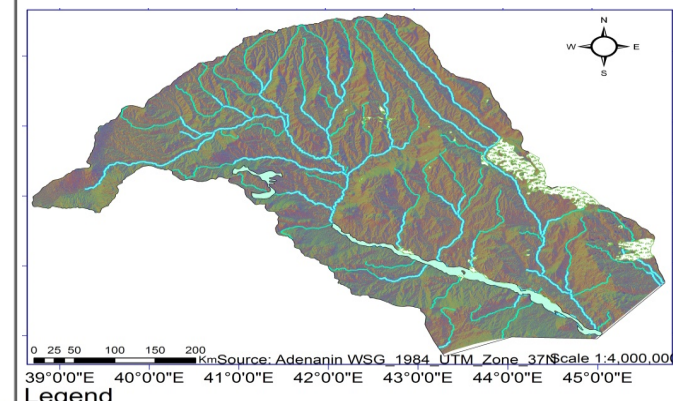 N
W E
S
0 25 50 100 150 200
Km Source: Adenanin WSG_1984_UTM_Zone_37N Scale 1:4,000,000
39°0'0"E 40°0'0"E 41°0'0"E 42°0'0"E 43°0'0"E 44°0'0"E 45°0'0"E
Legend